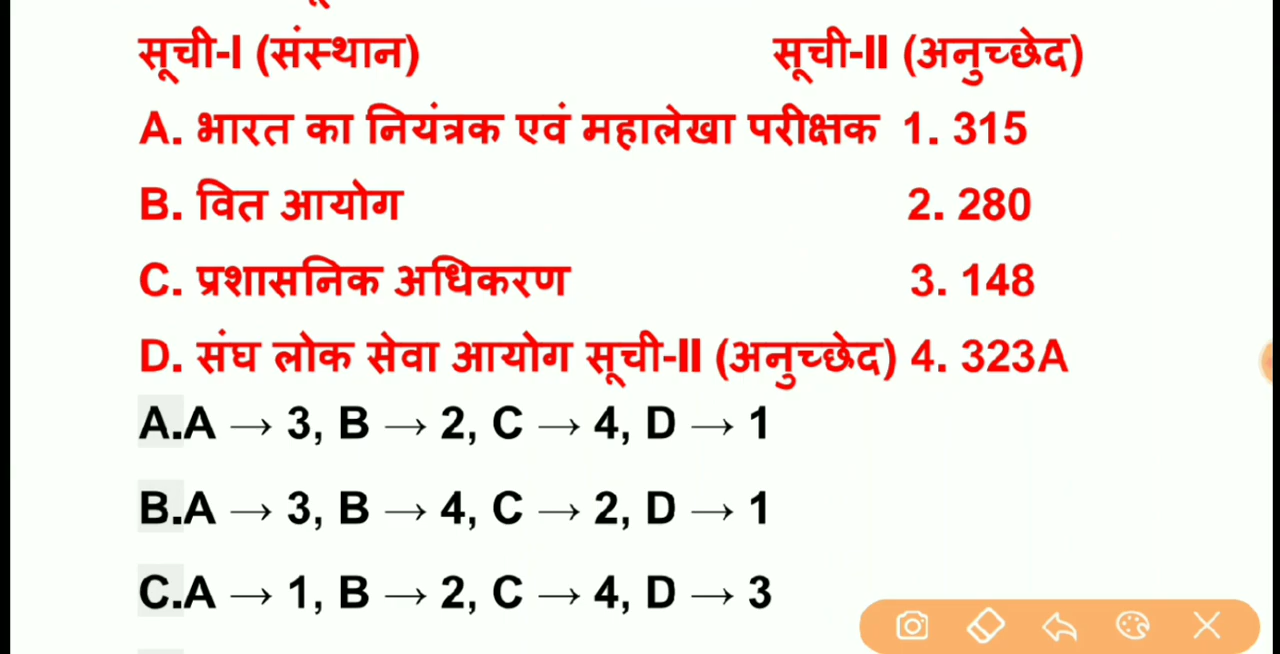 सूची-I (संस्थान) सूची-II (अनुच्छेद)
A. भारत का नियंत्रक एवं महालेखा परीक्षक 1. 315
B. वित आयोग 2. 280
C. प्रशासनिक अधिकरण 3. 148
D. संघ लोक सेवा आयोग सूची-II (अनुच्छेद) 4. 323A
A.A → 3, B → 2, C → 4, D → 1
B.A → 3, B → 4, C → 2, D → 1
C.A → 1, B → 2, C → 4, D → 3